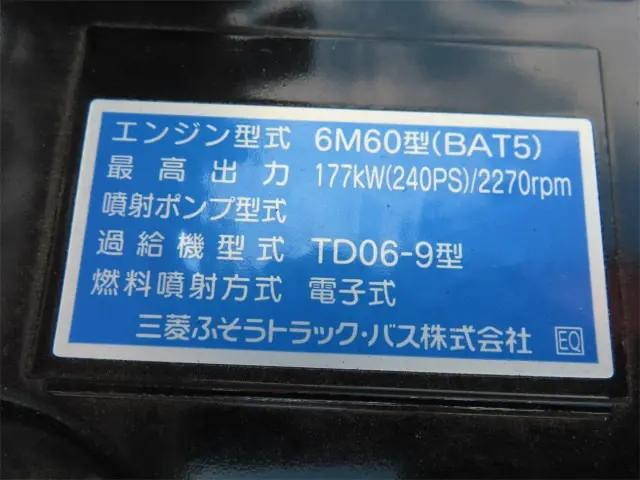 エンジン型式 6M60型(BAT5)
最高出力 177kW(240PS)/2270rpm
噴射ポンプ型式
過給機型式 TD06-9型
燃料噴射方式 電子式
三菱ふそうトラック・バス株式会社 EQ